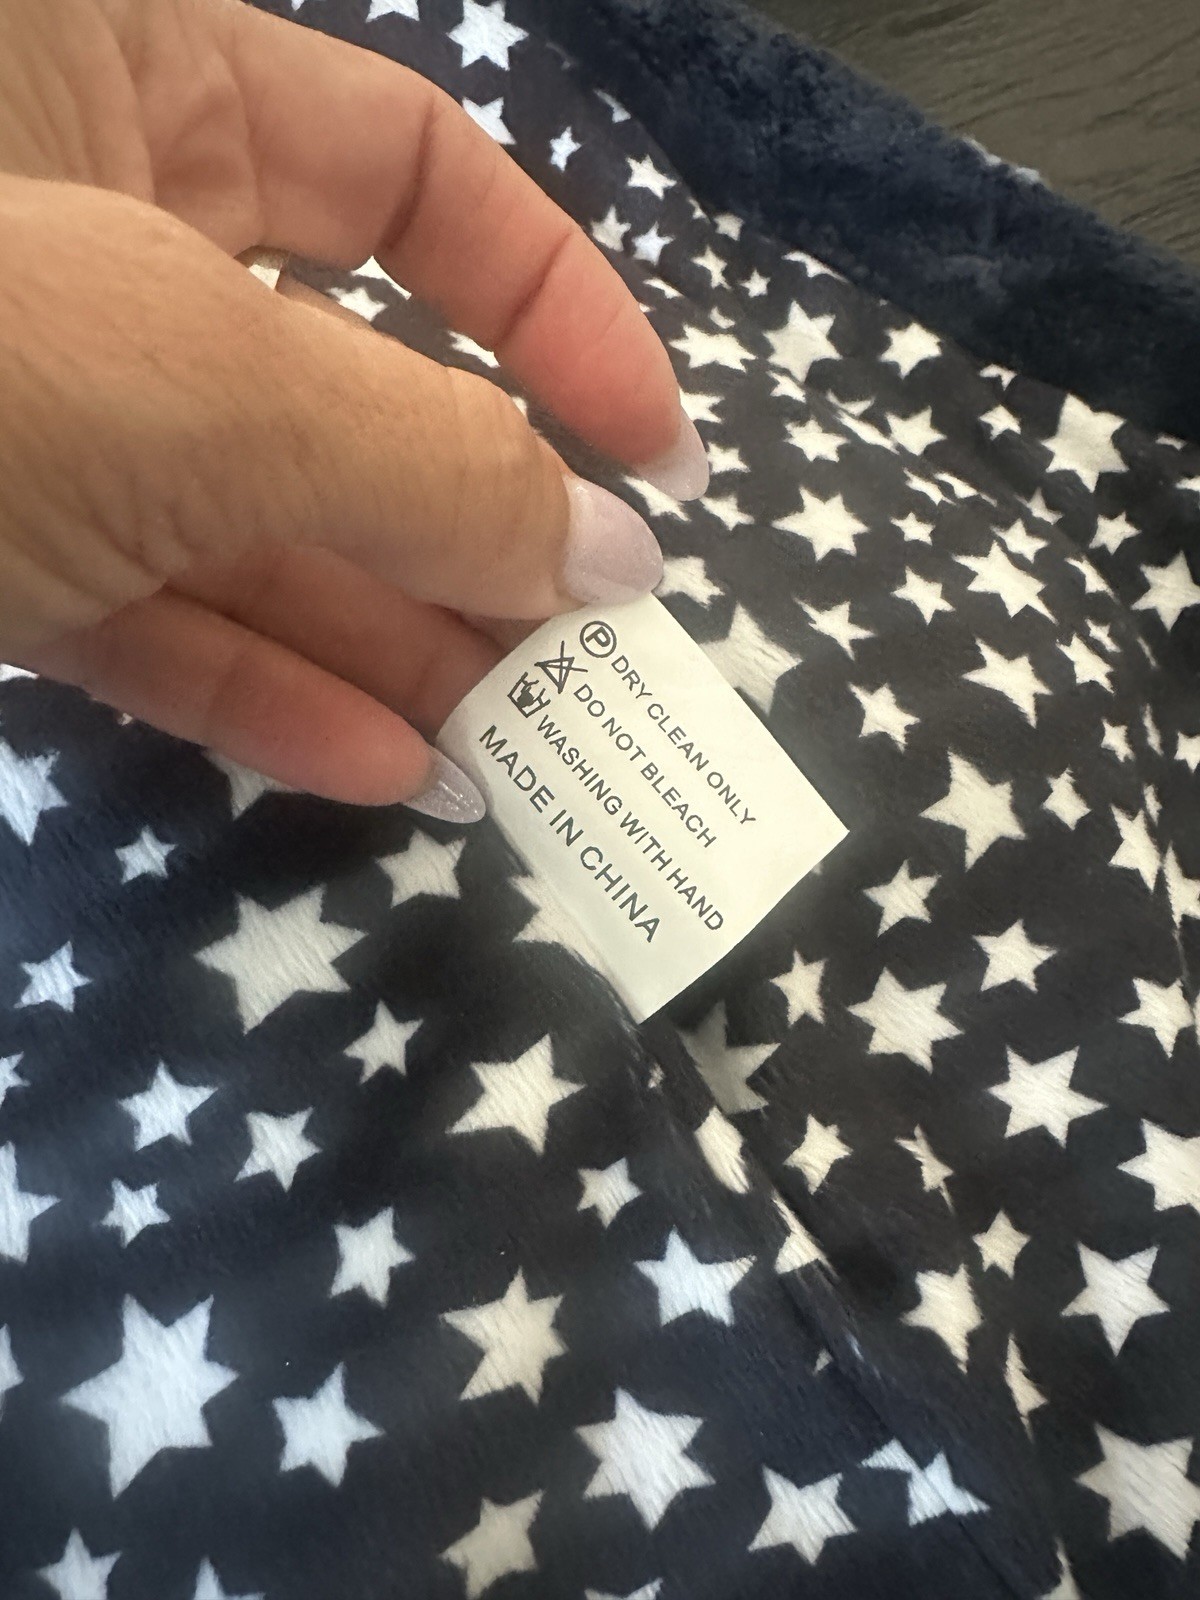 Ⓟ DRY CLEAN ONLY
DO NOT BLEACH
WASHING WITH HAND
MADE IN CHINA